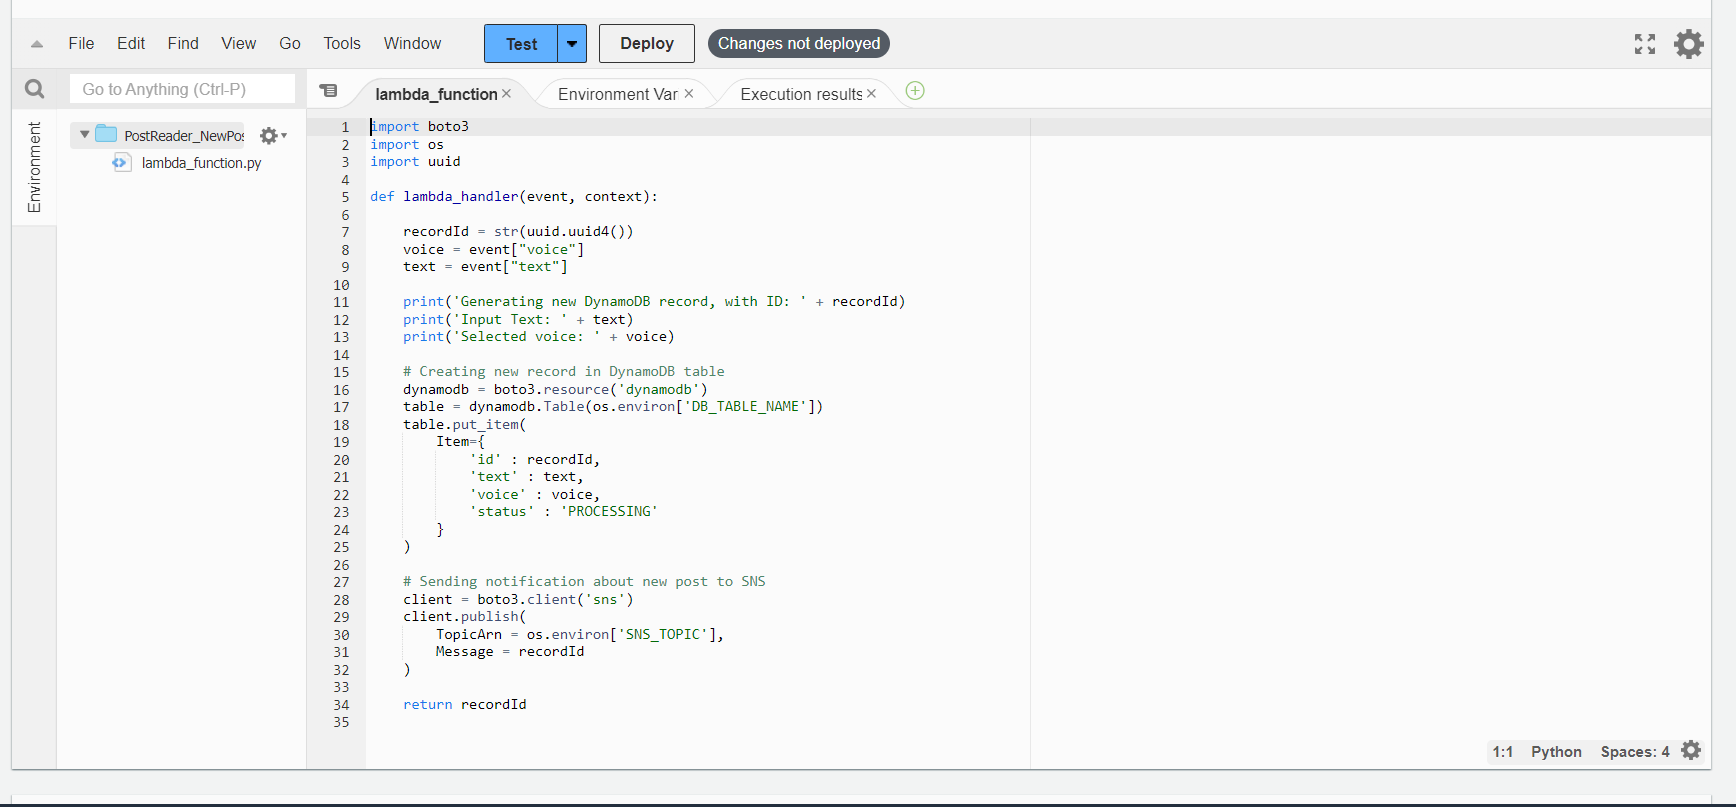 File Edit Find View Go Tools Window Test Deploy Changes not deployed
Go to Anything (Ctrl-P)
lambda_function Environment Var Execution results
Environment
PostReader_NewPos
lambda_function.py
1 import boto3
2 import os
3 import uuid
4
5 def lambda_handler(event, context):
6
7     recordId = str(uuid.uuid4())
8     voice = event["voice"]
9     text = event["text"]
10
11     print('Generating new DynamoDB record, with ID: ' + recordId)
12     print('Input Text: ' + text)
13     print('Selected voice: ' + voice)
14
15     # Creating new record in DynamoDB table
16     dynamodb = boto3.resource('dynamodb')
17     table = dynamodb.Table(os.environ['DB_TABLE_NAME'])
18     table.put_item(
19         Item={
20             'id' : recordId,
21             'text' : text,
22             'voice' : voice,
23             'status' : 'PROCESSING'
24         }
25     )
26
27     # Sending notification about new post to SNS
28     client = boto3.client('sns')
29     client.publish(
30         TopicArn = os.environ['SNS_TOPIC'],
31         Message = recordId
32     )
33
34     return recordId
35
1:1 Python Spaces: 4